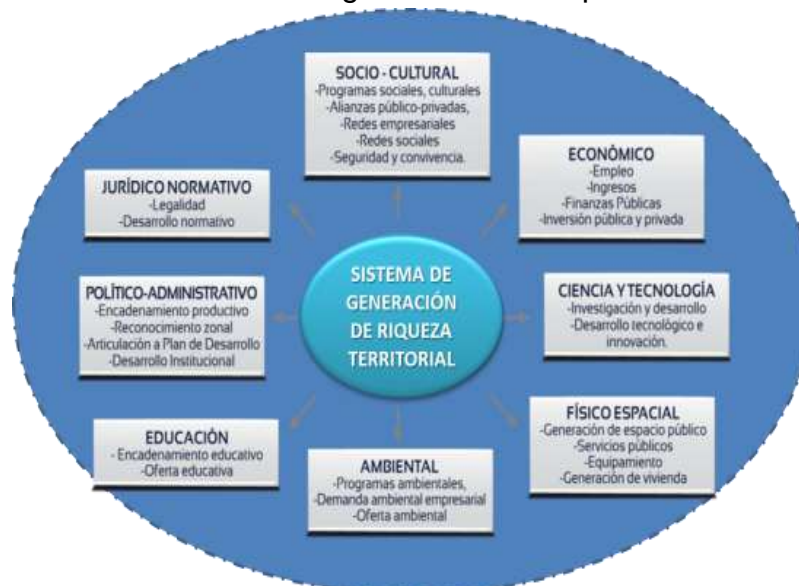 SOCIO - CULTURAL
-Programas sociales, culturales
-Alianzas público-privadas,
-Redes empresariales
-Redes sociales
-Seguridad y convivencia.
ECONÓMICO
-Empleo
-Ingresos
-Finanzas Públicas
-Inversión pública y privada
JURÍDICO NORMATIVO
-Legalidad
-Desarrollo normativo
SISTEMA DE
GENERACIÓN
DE RIQUEZA
TERRITORIAL
POLÍTICO-ADMINISTRATIVO
-Encadenamiento productivo
-Reconocimiento zonal
-Articulación a Plan de Desarrollo
-Desarrollo Institucional
CIENCIA Y TECNOLOGÍA
-Investigación y desarrollo
-Desarrollo tecnológico e
innovación.
EDUCACIÓN
- Encadenamiento educativo
-Oferta educativa
AMBIENTAL
-Programas ambientales,
-Demanda ambiental empresarial
-Oferta ambiental
FÍSICO ESPACIAL
-Generación de espacio público
-Servicios públicos
-Equipamiento
-Generación de vivienda